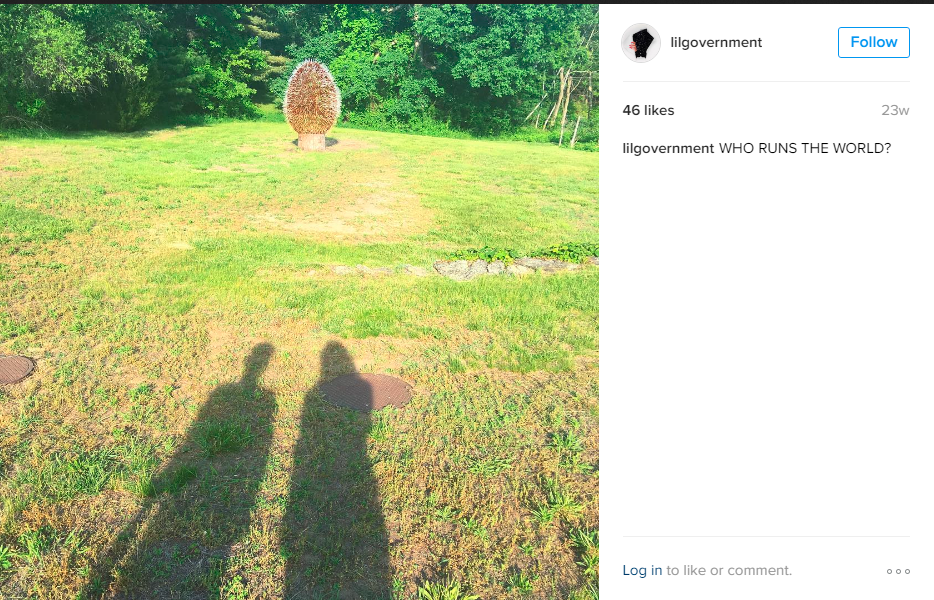 lilgovernment
Follow
46 likes
23w
lilgovernment WHO RUNS THE WORLD?
Log in to like or comment.